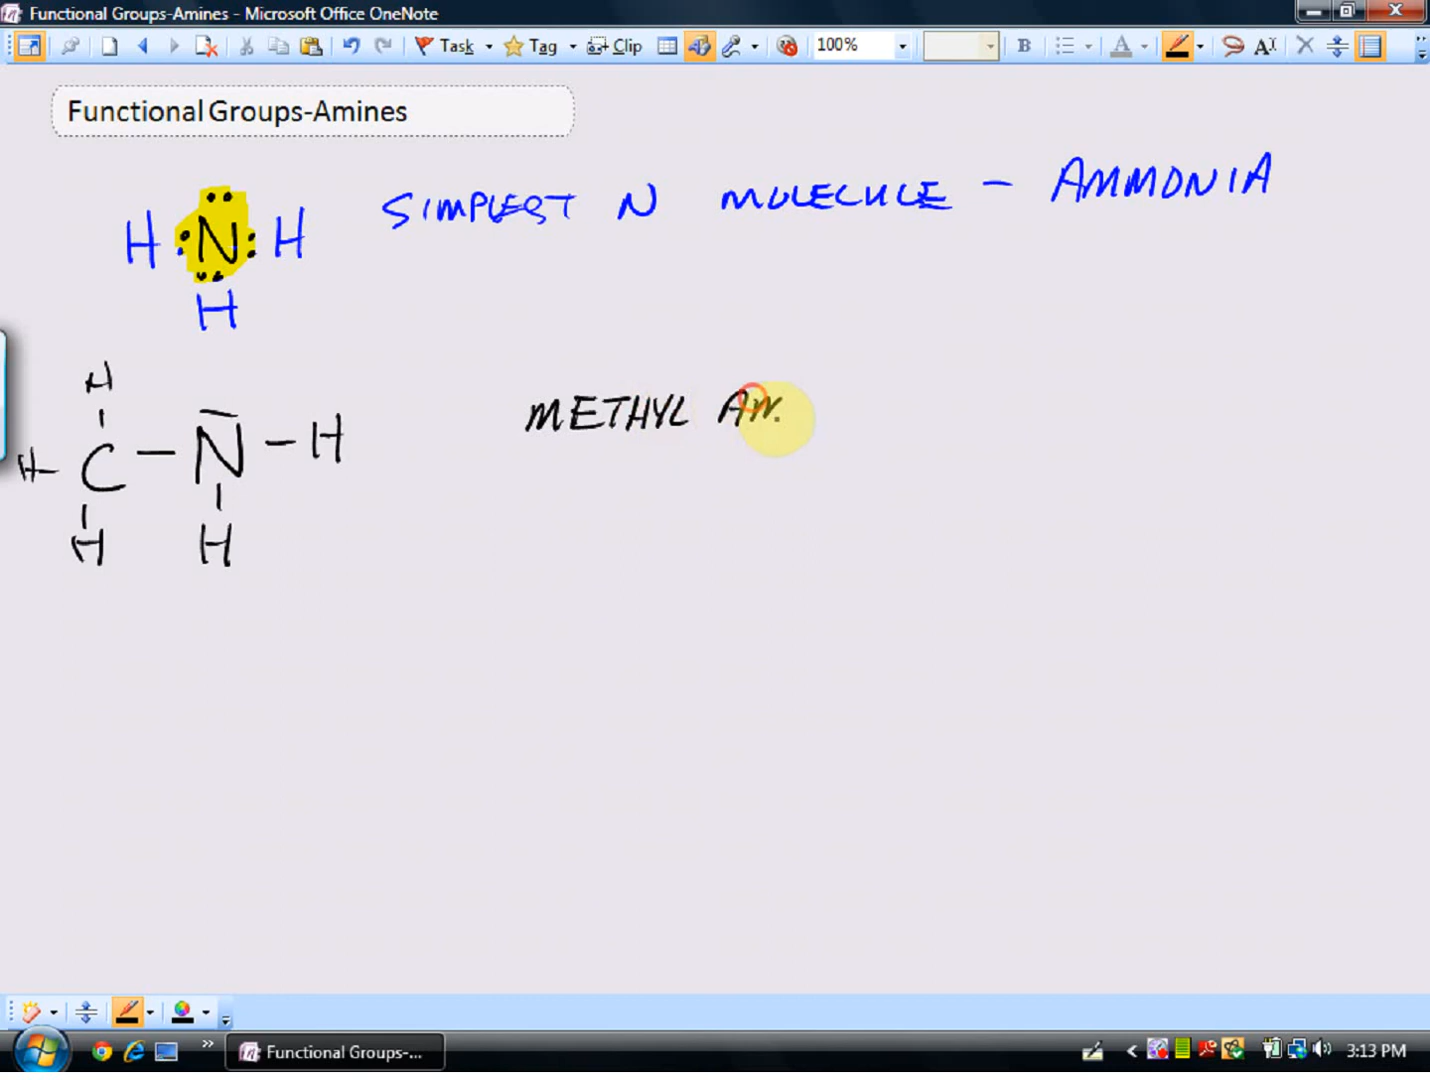 Functional Groups-Amines - Microsoft Office OneNote
Task Tag Clip 100% B A A
Functional Groups-Amines
H N H SIMPLEST N MOLECULE - AMMONIA
H
H
METHYL AM
H - C - N - H
H H
Functional Groups-... 3:13 PM